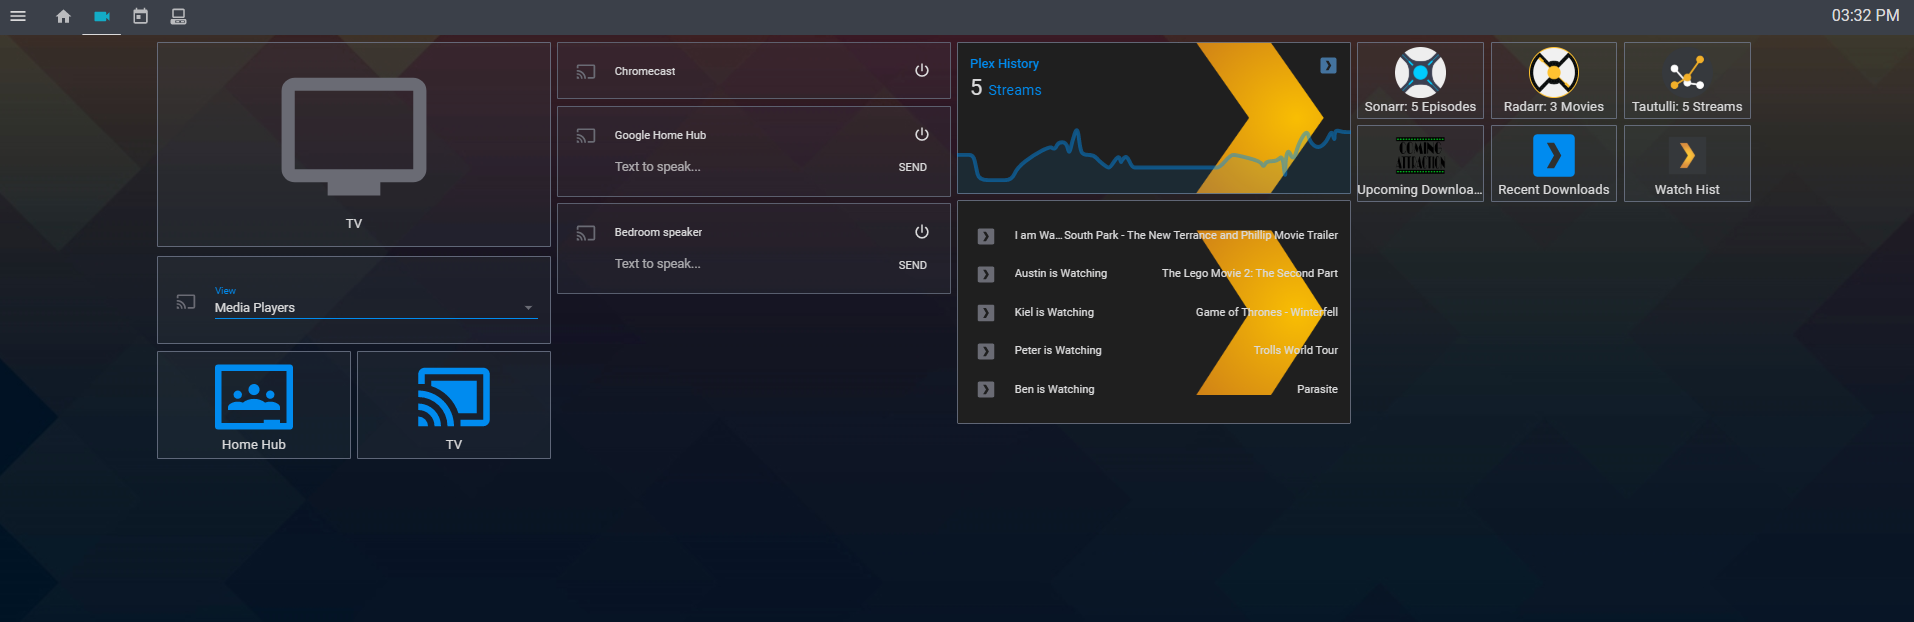 03:32 PM
TV
View
Media Players
Home Hub
TV
Chromecast
Google Home Hub
Text to speak...
SEND
Bedroom speaker
Text to speak...
SEND
Plex History
5 Streams
I am Wa... South Park - The New Terrance and Phillip Movie Trailer
Austin is Watching The Lego Movie 2: The Second Part
Kiel is Watching Game of Thrones - Winterfell
Peter is Watching Trolls World Tour
Ben is Watching Parasite
Sonarr: 5 Episodes
Radarr: 3 Movies
Tautulli: 5 Streams
COMING
ATTRACTION
Upcoming Downloa...
Recent Downloads
Watch Hist